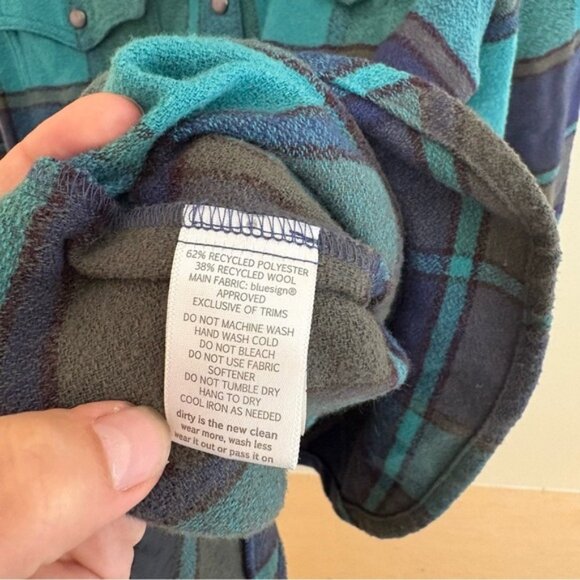 62% RECYCLED POLYESTER
38% RECYCLED WOOL
MAIN FABRIC: bluesign®
APPROVED
EXCLUSIVE OF TRIMS
DO NOT MACHINE WASH
HAND WASH COLD
DO NOT BLEACH
DO NOT USE FABRIC
SOFTENER
DO NOT TUMBLE DRY
HANG TO DRY
COOL IRON AS NEEDED
dirty is the new clean
wear more, wash less
wear it out or pass it on